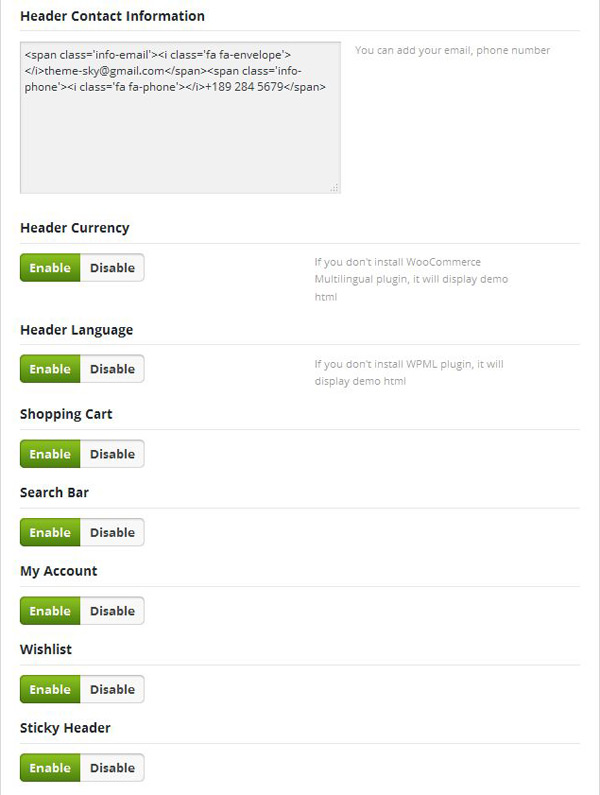 Header Contact Information
<span class='info-email'><i class='fa fa-envelope'>
</i>theme-sky@gmail.com</span><span class='info-
phone'><i class='fa fa-phone'></i>+189 284 5679</span>
You can add your email, phone number
Header Currency
Enable Disable
If you don't install WooCommerce
Multilingual plugin, it will display demo
html
Header Language
Enable Disable
If you don't install WPML plugin, it will
display demo html
Shopping Cart
Enable Disable
Search Bar
Enable Disable
My Account
Enable Disable
Wishlist
Enable Disable
Sticky Header
Enable Disable